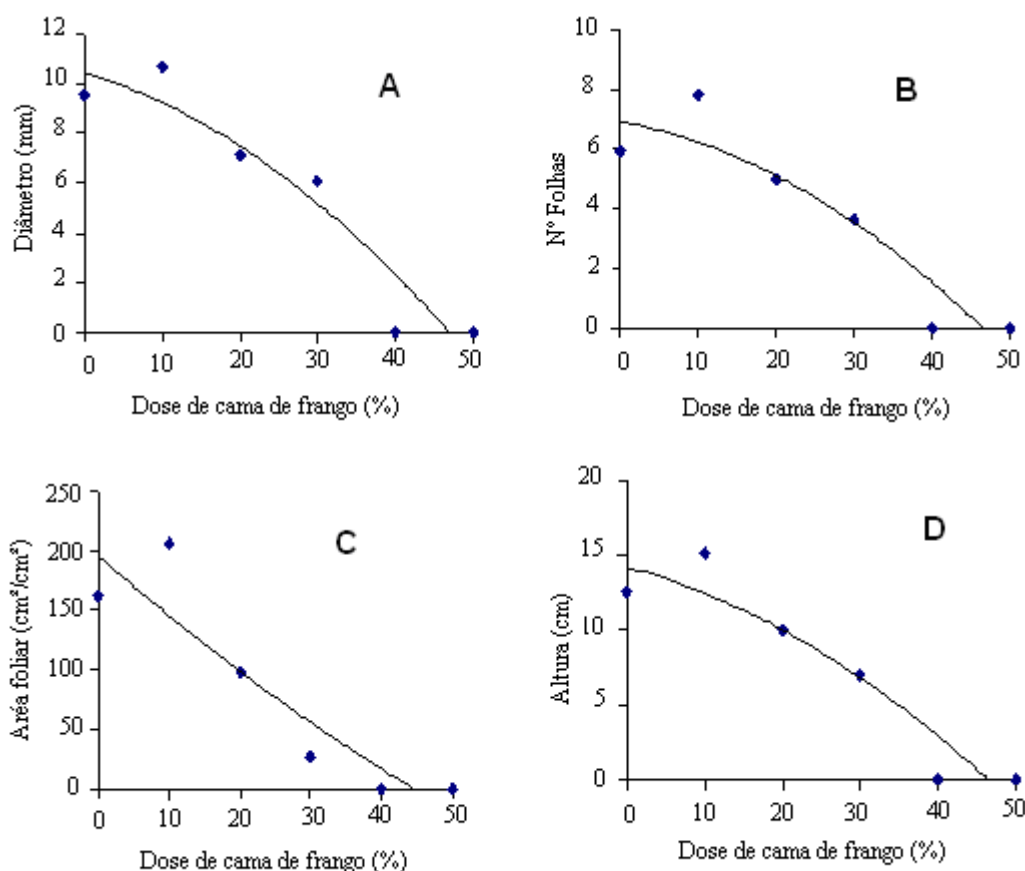 12
10
8
6
4
2
0
Diâmetro (mm)
A
0 10 20 30 40 50
Dose de cama de frango (%)
10
8
6
4
2
0
Nº Folhas
B
0 10 20 30 40 50
Dose de cama de frango (%)
250
200
150
100
50
0
Aréa foliar (cm²/cm²)
C
0 10 20 30 40 50
Dose de cama de frango (%)
20
15
10
5
0
Altura (cm)
D
0 10 20 30 40 50
Dose de cama de frango (%)